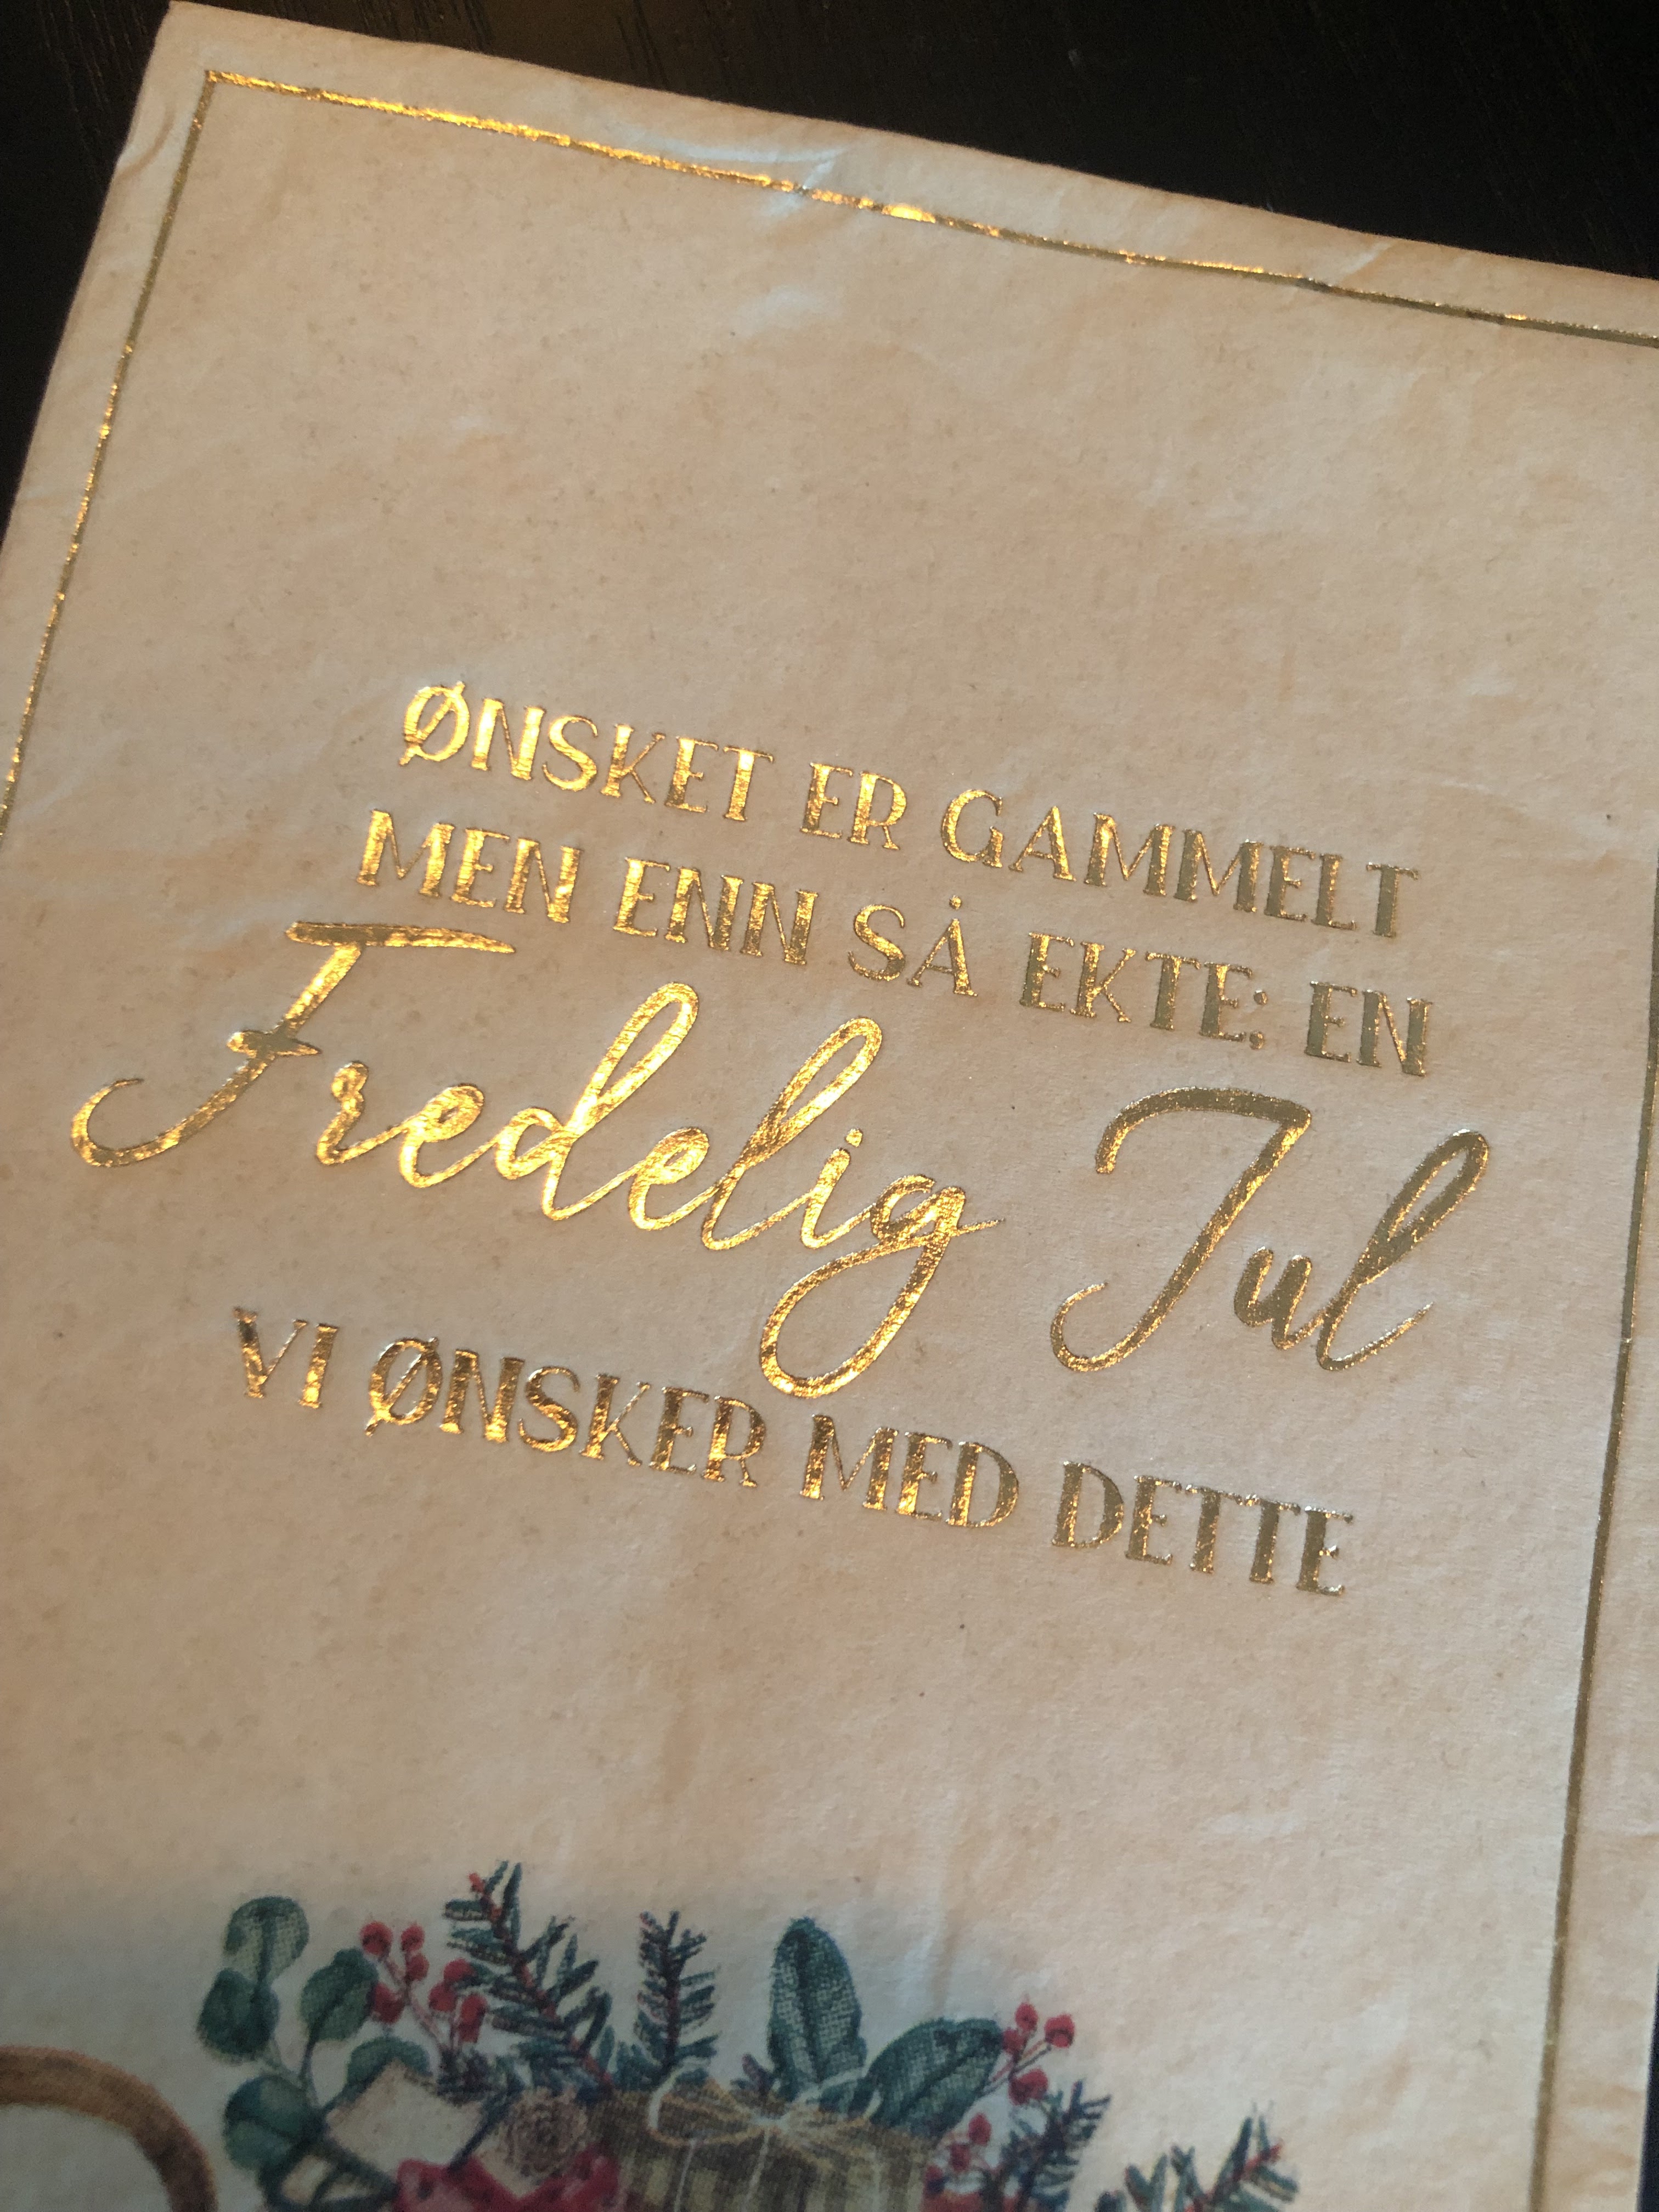 ØNSKET ER GAMMELT
MEN ENN SÅ EKTE: EN
Fredelig Jul
VI ØNSKER MED DETTE